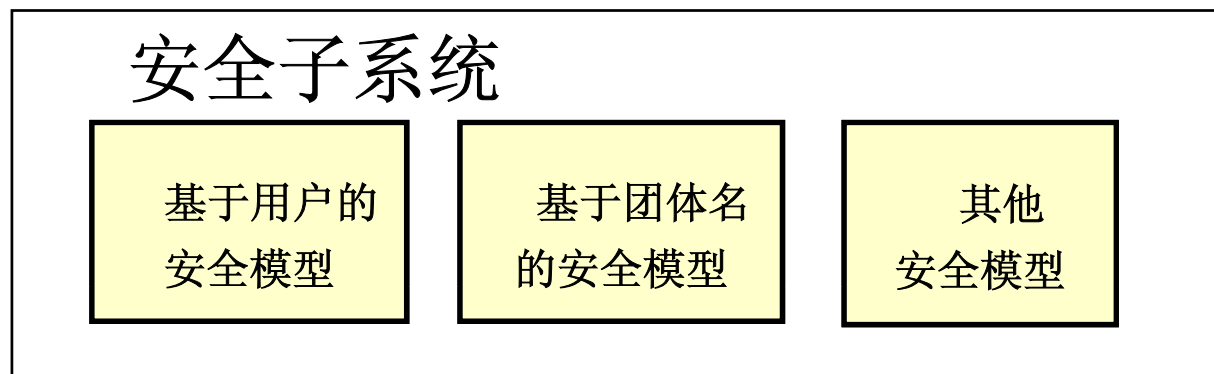 安全子系统
基于用户的
安全模型
基于团体名
的安全模型
其他
安全模型